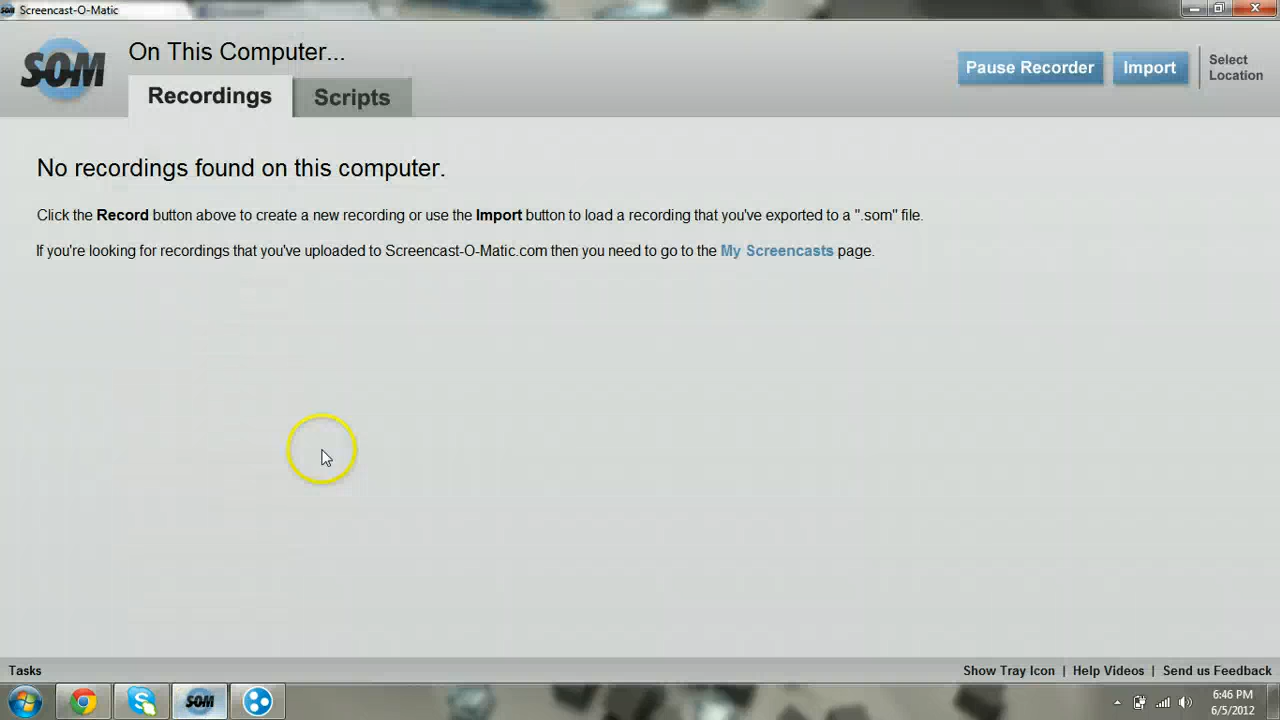 Screencast-O-Matic
SOM
On This Computer...
Recordings
Scripts
Pause Recorder
Import
Select
Location
No recordings found on this computer.
Click the Record button above to create a new recording or use the Import button to load a recording that you've exported to a ".som" file.
If you're looking for recordings that you've uploaded to Screencast-O-Matic.com then you need to go to the My Screencasts page.
Tasks
Show Tray Icon | Help Videos | Send us Feedback
SOM
6:46 PM
6/5/2012